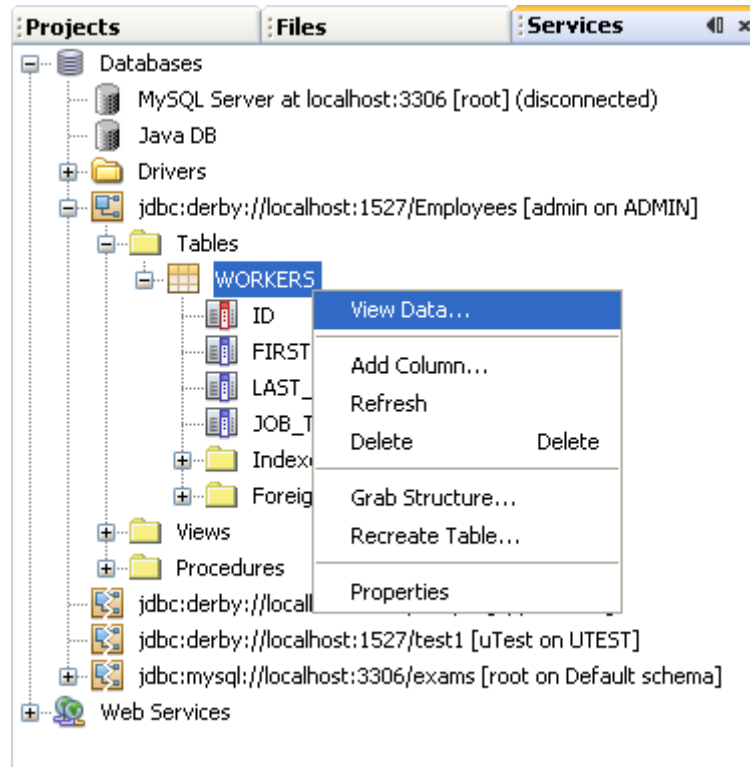 Projects Files Services
Databases
MySQL Server at localhost:3306 [root] (disconnected)
Java DB
Drivers
jdbc:derby://localhost:1527/Employees [admin on ADMIN]
Tables
WORKERS
View Data...
ID
FIRST
Add Column...
LAST_
Refresh
JOB_T
Delete Delete
Indexe
Foreig
Grab Structure...
Views
Recreate Table...
Procedures
Properties
jdbc:derby://locall
jdbc:derby://localhost:1527/test1 [uTest on UTEST]
jdbc:mysql://localhost:3306/exams [root on Default schema]
Web Services